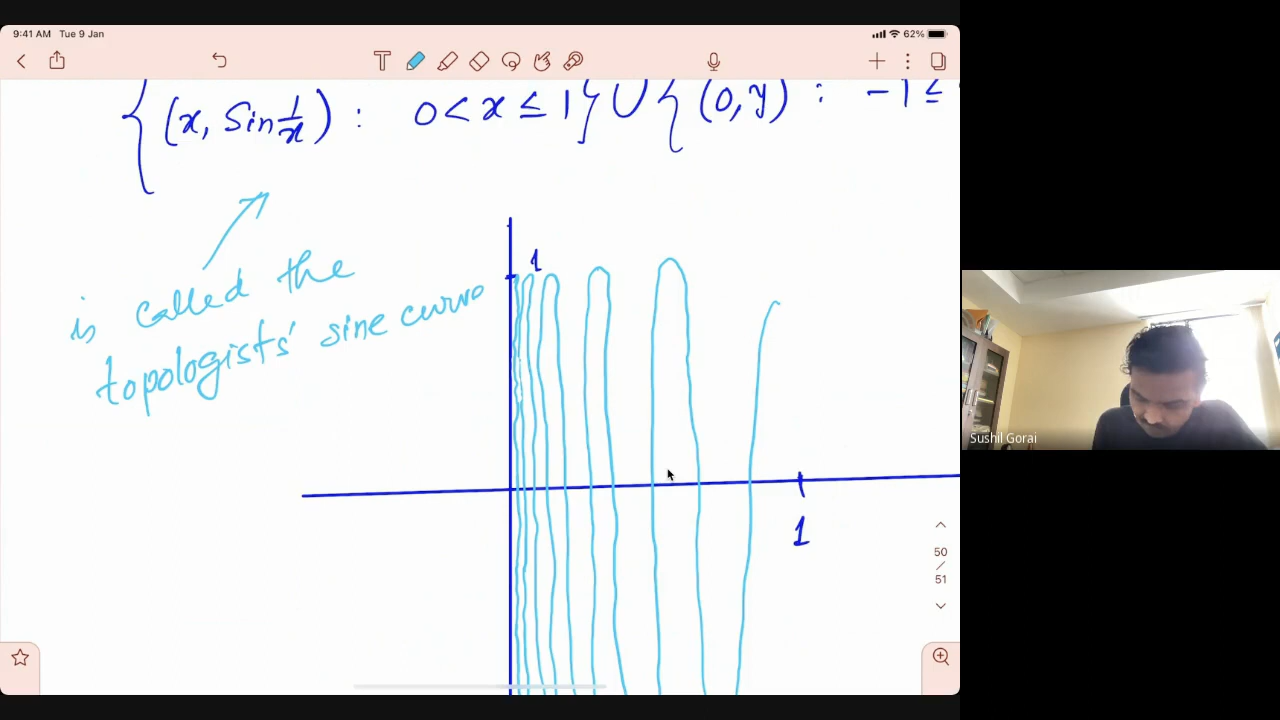 9:41 AM Tue 9 Jan
62%
{(x, Sin 1/x) : 0 < x ≤ 1} ∪ {(0, y) : -1 ≤
is called the
topologists' sine curve
1
1
50
/
51
Sushil Gorai